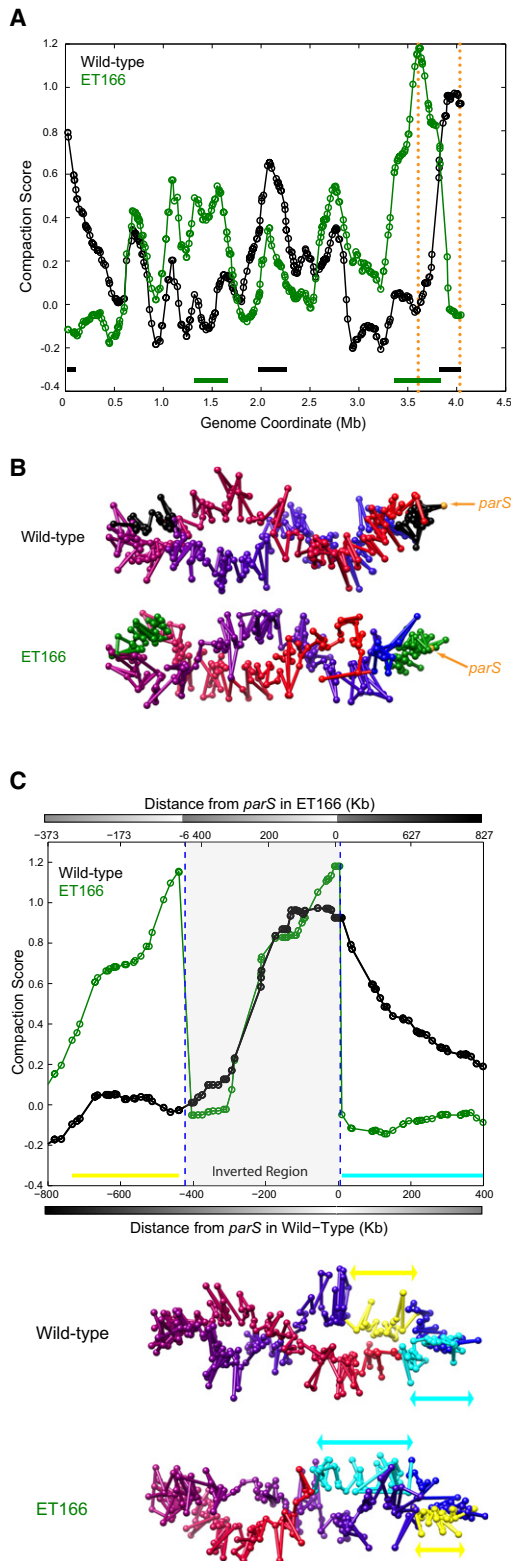 A
Wild-type
ET166
Compaction Score
1.2
1.0
0.8
0.6
0.4
0.2
0.0
-0.2
-0.4
0 0.5 1.0 1.5 2.0 2.5 3.0 3.5 4.0
Genome Coordinate (Mb)
B
Wild-type
parS
ET166
parS
C
Distance from parS in ET166 (Kb)
−373 −173 −6 400 200 0 627 827
Wild-type
ET166
Compaction Score
1.2
1.0
0.8
0.6
0.4
0.2
0.0
-0.2
-0.4
Inverted Region
−800 −600 −400 −200 0 200 400
Distance from parS in Wild−Type (Kb)
Wild-type
ET166